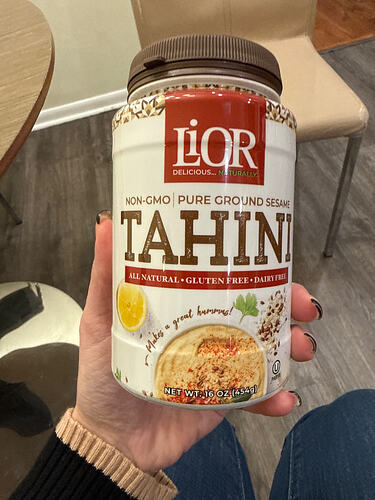 LiOR
DELICIOUS... NATURALLY
NON-GMO | PURE GROUND SESAME
TAHINI
ALL NATURAL • GLUTEN FREE • DAIRY FREE
Makes a great hummus!
U
NET WT. 16 OZ (454g)